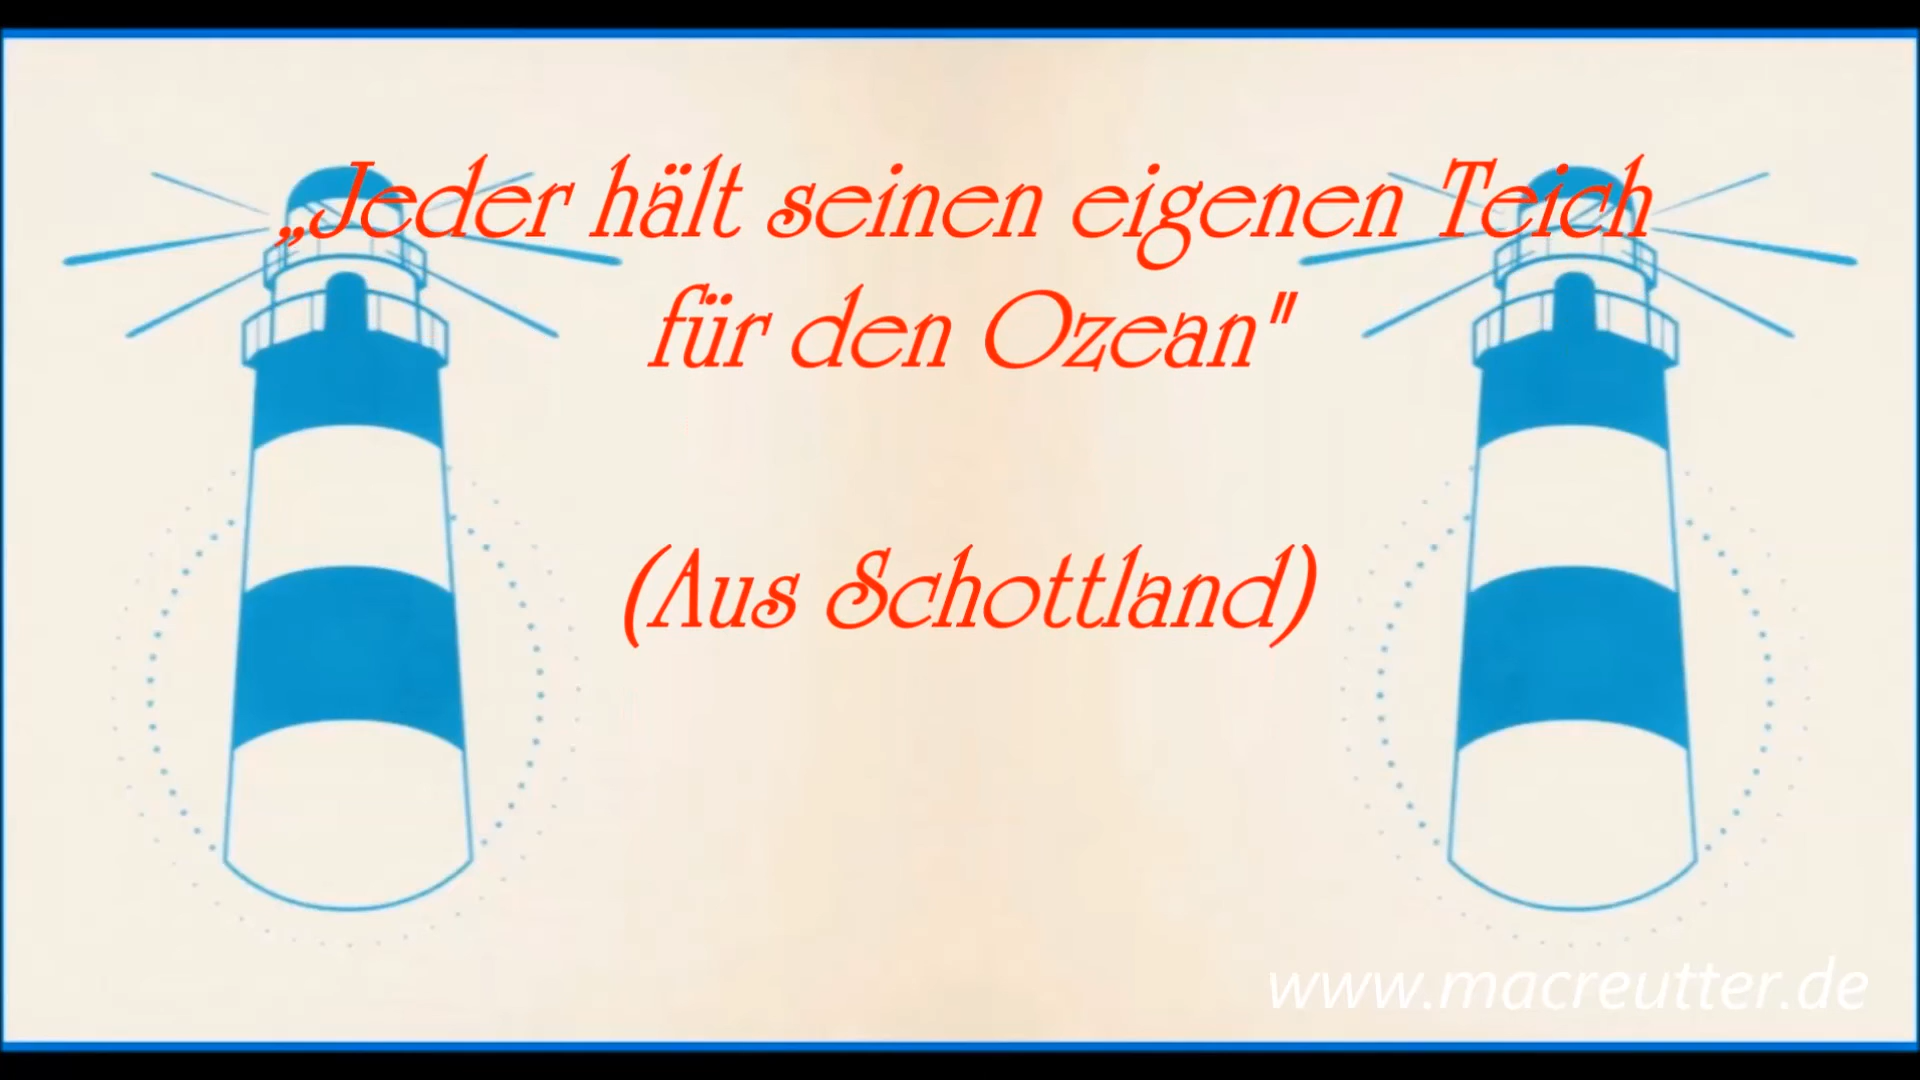 „Jeder hält seinen eigenen Teich
für den Ozean"
(Aus Schottland)
www.macreutter.de